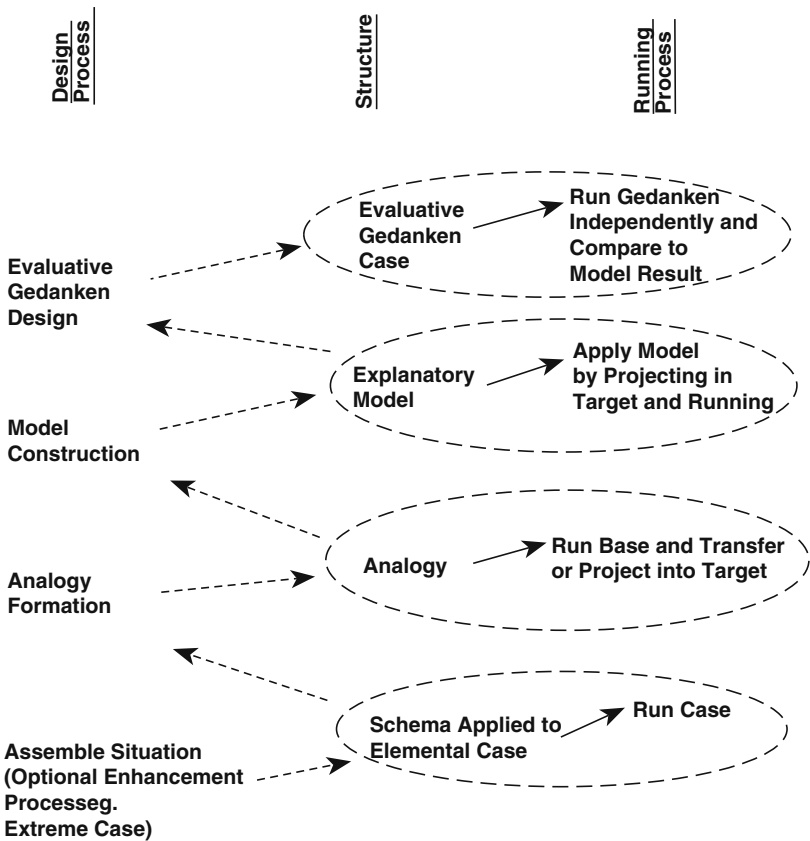 Design
Process
Structure
Running
Process
Evaluative
Gedanken
Case
Run Gedanken
Independently and
Compare to
Model Result
Evaluative
Gedanken
Design
Explanatory
Model
Apply Model
by Projecting in
Target and Running
Model
Construction
Analogy
Run Base and Transfer
or Project into Target
Analogy
Formation
Schema Applied to
Elemental Case
Run Case
Assemble Situation
(Optional Enhancement
Processeg.
Extreme Case)